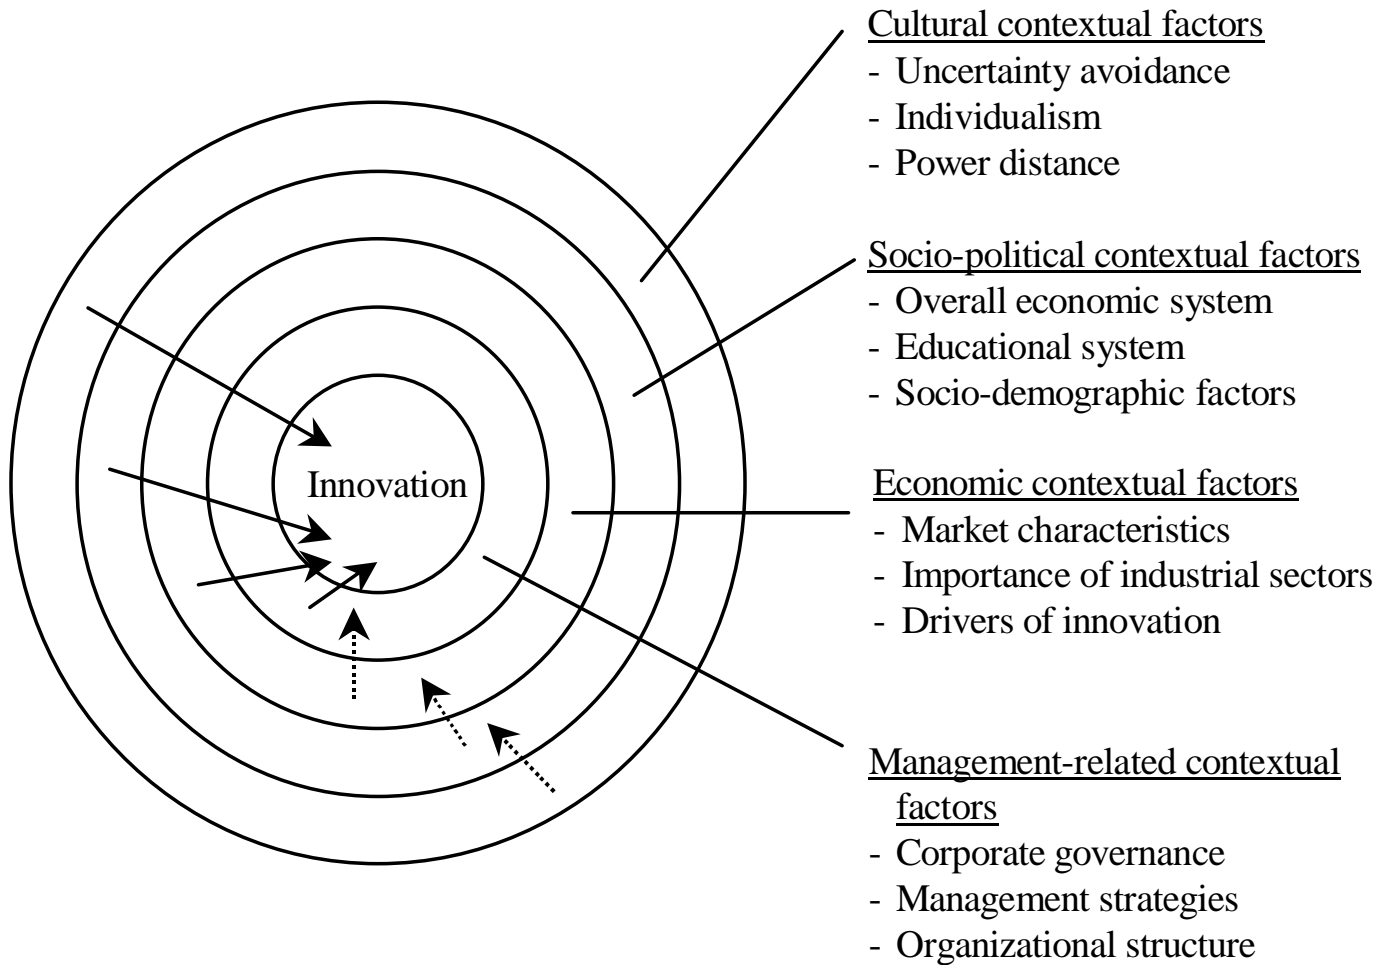 Cultural contextual factors
- Uncertainty avoidance
- Individualism
- Power distance
Socio-political contextual factors
- Overall economic system
- Educational system
- Socio-demographic factors
Innovation
Economic contextual factors
- Market characteristics
- Importance of industrial sectors
- Drivers of innovation
Management-related contextual
factors
- Corporate governance
- Management strategies
- Organizational structure